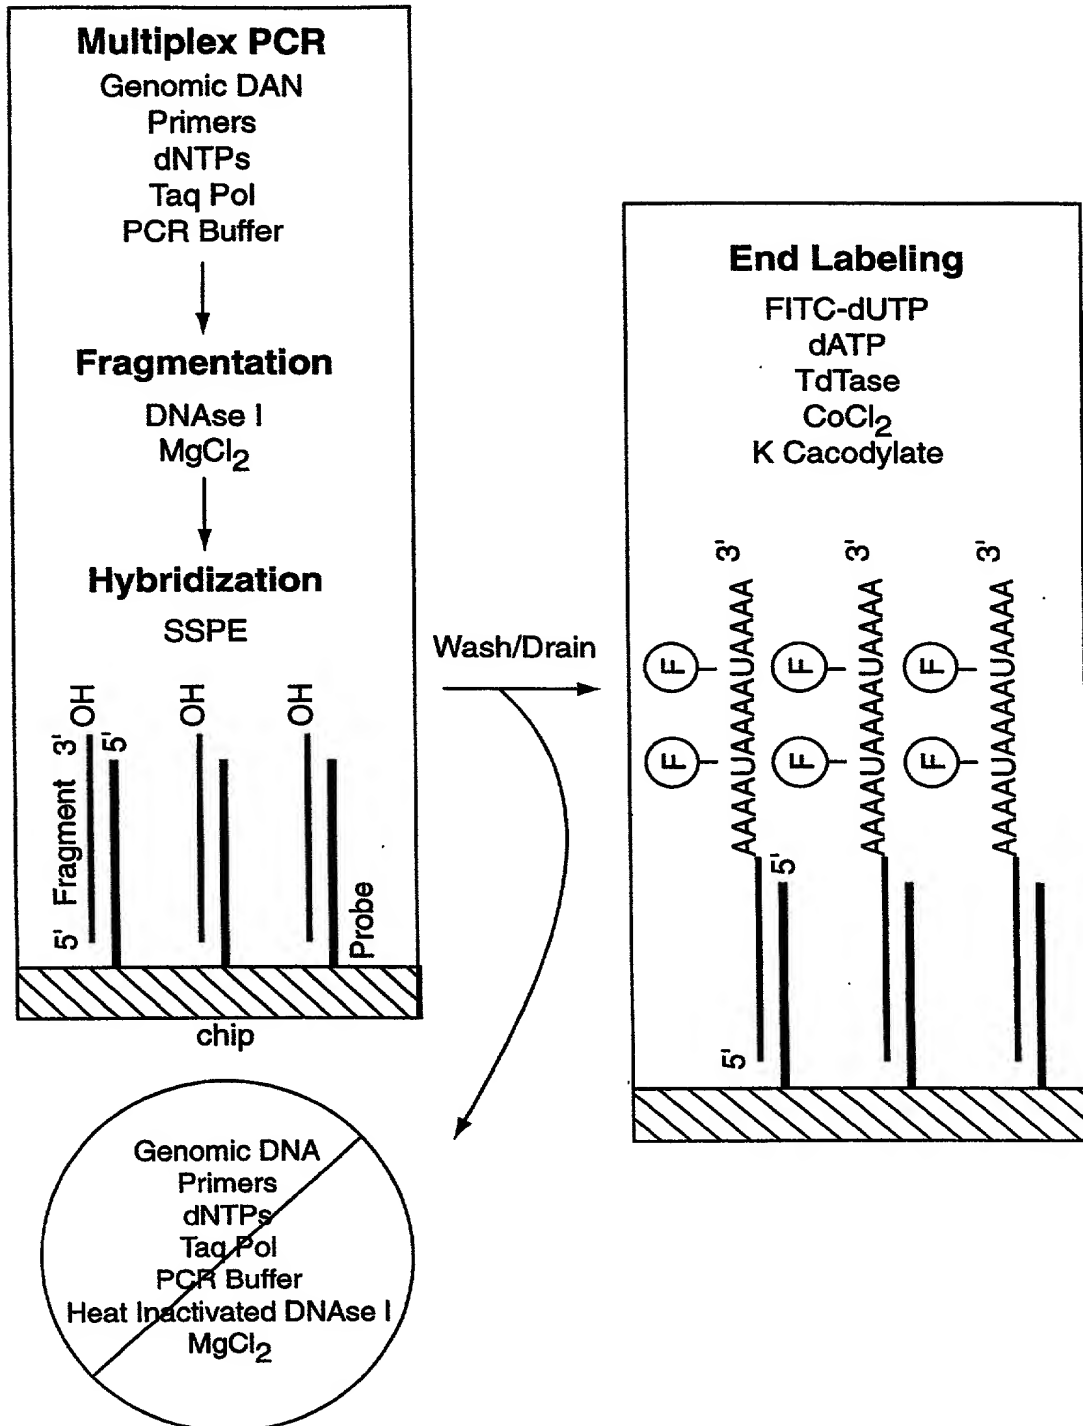 Multiplex PCR
Genomic DAN
Primers
dNTPs
Taq Pol
PCR Buffer
Fragmentation
DNAse I
MgCl2
Hybridization
SSPE
OH
OH
OH
5' Fragment 3'
5'
Probe
chip
Wash/Drain
Genomic DNA
Primers
dNTPs
Taq Pol
PCR Buffer
Heat Inactivated DNAse I
MgCl2
End Labeling
FITC-dUTP
dATP
TdTase
CoCl2
K Cacodylate
F
F
F
F
F
F
AAAAUAAAAUAAAA 3'
AAAAUAAAAUAAAA 3'
AAAAUAAAAUAAAA 3'
5'
5'